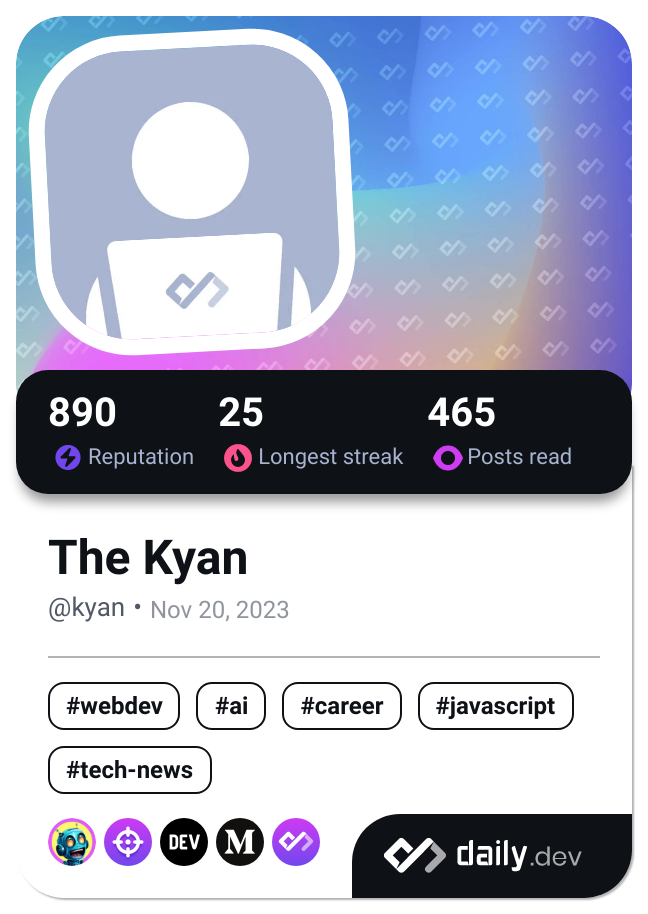 890 25 465
Reputation Longest streak Posts read
The Kyan
@kyan • Nov 20, 2023
#webdev #ai #career #javascript
#tech-news
DEV M daily.dev